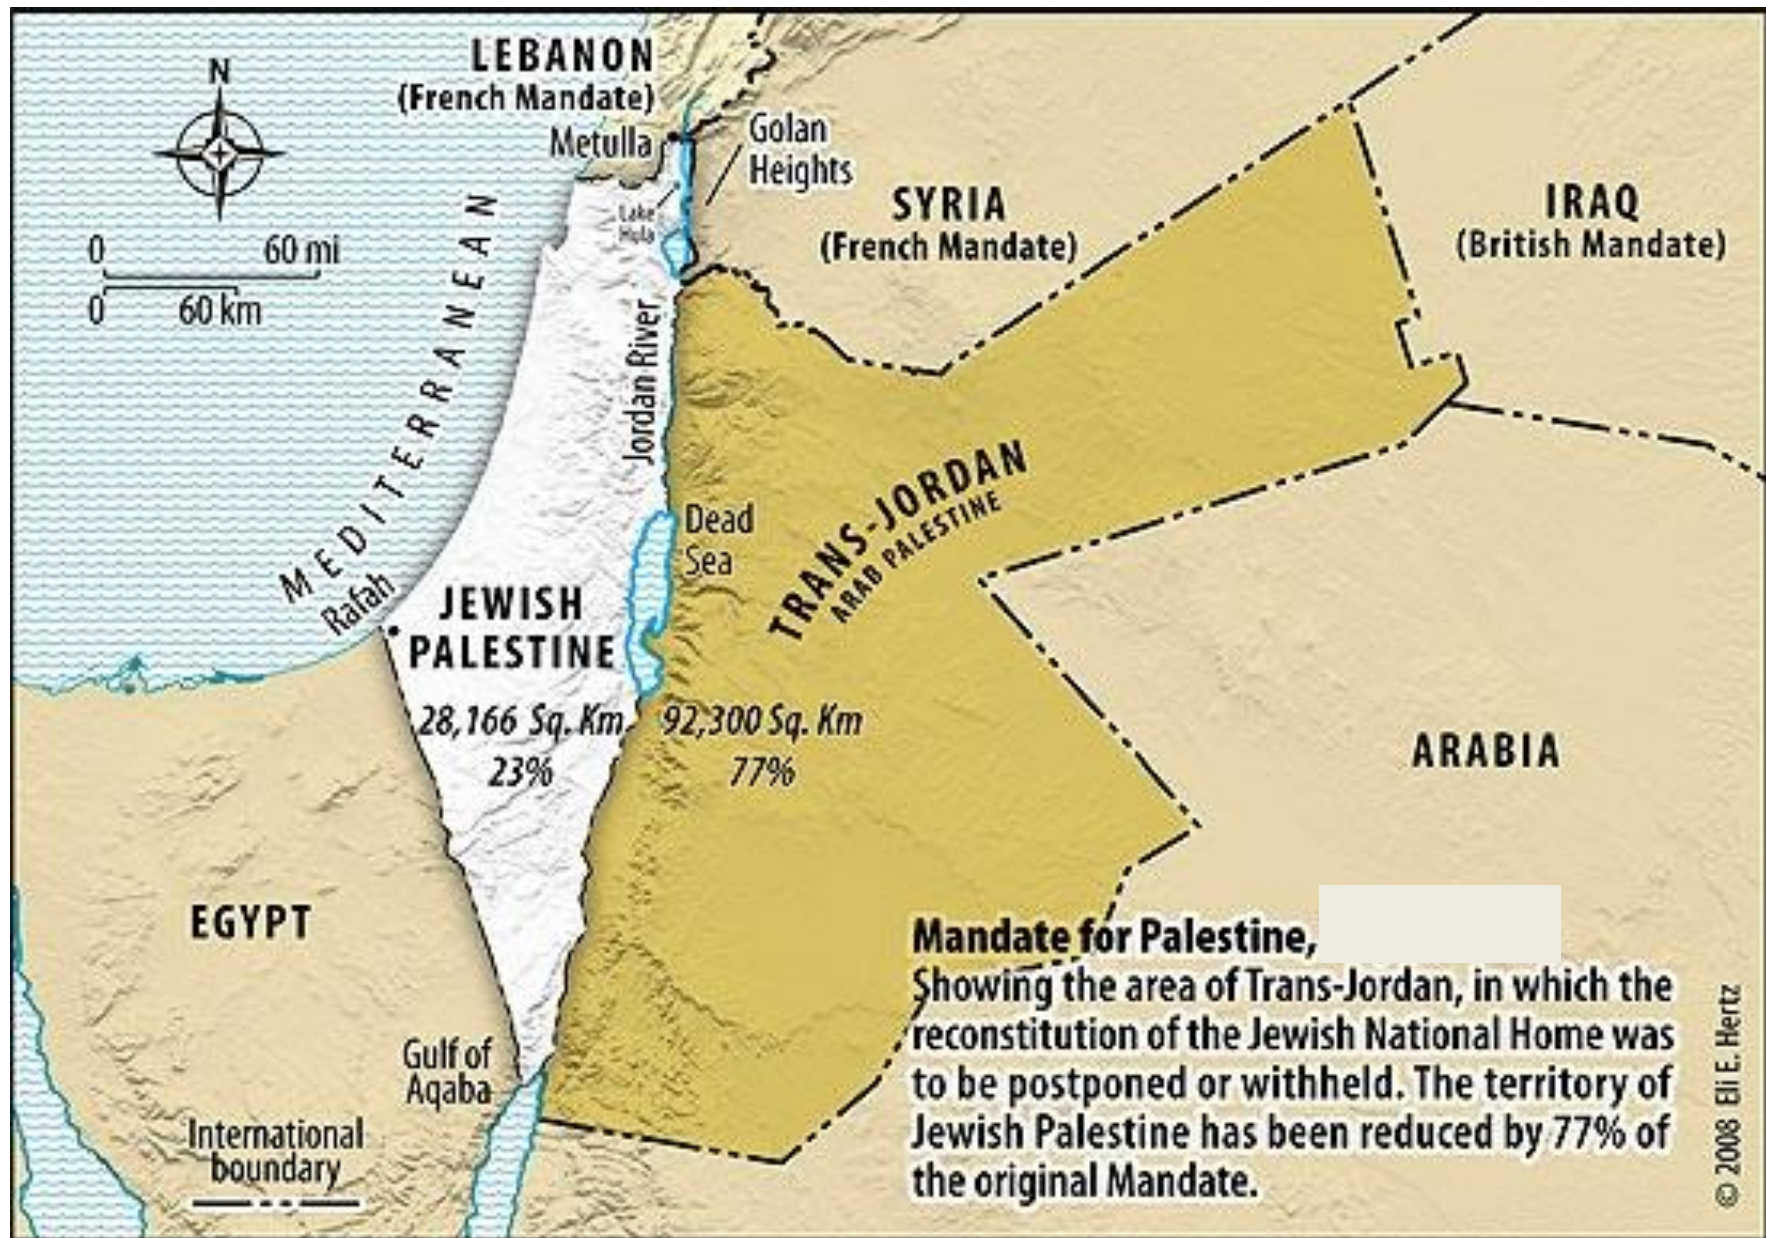 LEBANON
(French Mandate)
N
Metulla
Golan
Heights
SYRIA
(French Mandate)
IRAQ
(British Mandate)
Lake
Hula
0
60 mi
0
60 km
MEDITERRANEAN
Jordan River
TRANS-JORDAN
ARAB PALESTINE
Dead
Sea
Rafah
JEWISH
PALESTINE
28,166 Sq. Km
23%
92,300 Sq. Km
77%
ARABIA
EGYPT
Gulf of
Aqaba
International
boundary
Mandate for Palestine,
Showing the area of Trans-Jordan, in which the
reconstitution of the Jewish National Home was
to be postponed or withheld. The territory of
Jewish Palestine has been reduced by 77% of
the original Mandate.
© 2008 Eli E. Hertz